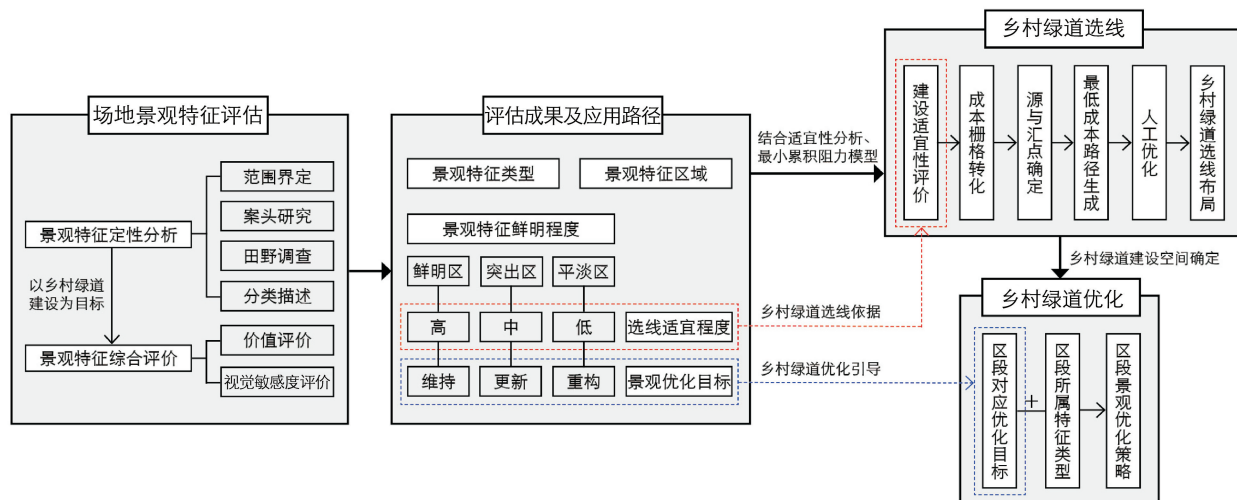 场地景观特征评估
景观特征定性分析
范围界定
案头研究
田野调查
分类描述
以乡村绿道
建设为目标
景观特征综合评价
价值评价
视觉敏感度评价
评估成果及应用路径
景观特征类型
景观特征区域
景观特征鲜明程度
鲜明区
突出区
平淡区
高
中
低
选线适宜程度
维持
更新
重构
景观优化目标
结合适宜性分析、
最小累积阻力模型
乡村绿道选线依据
乡村绿道优化引导
乡村绿道选线
建设适宜性评价
成本栅格转化
源与汇点确定
最低成本路径生成
人工优化
乡村绿道选线布局
乡村绿道建设空间确定
乡村绿道优化
区段对应优化目标
+
区段所属特征类型
区段景观优化策略